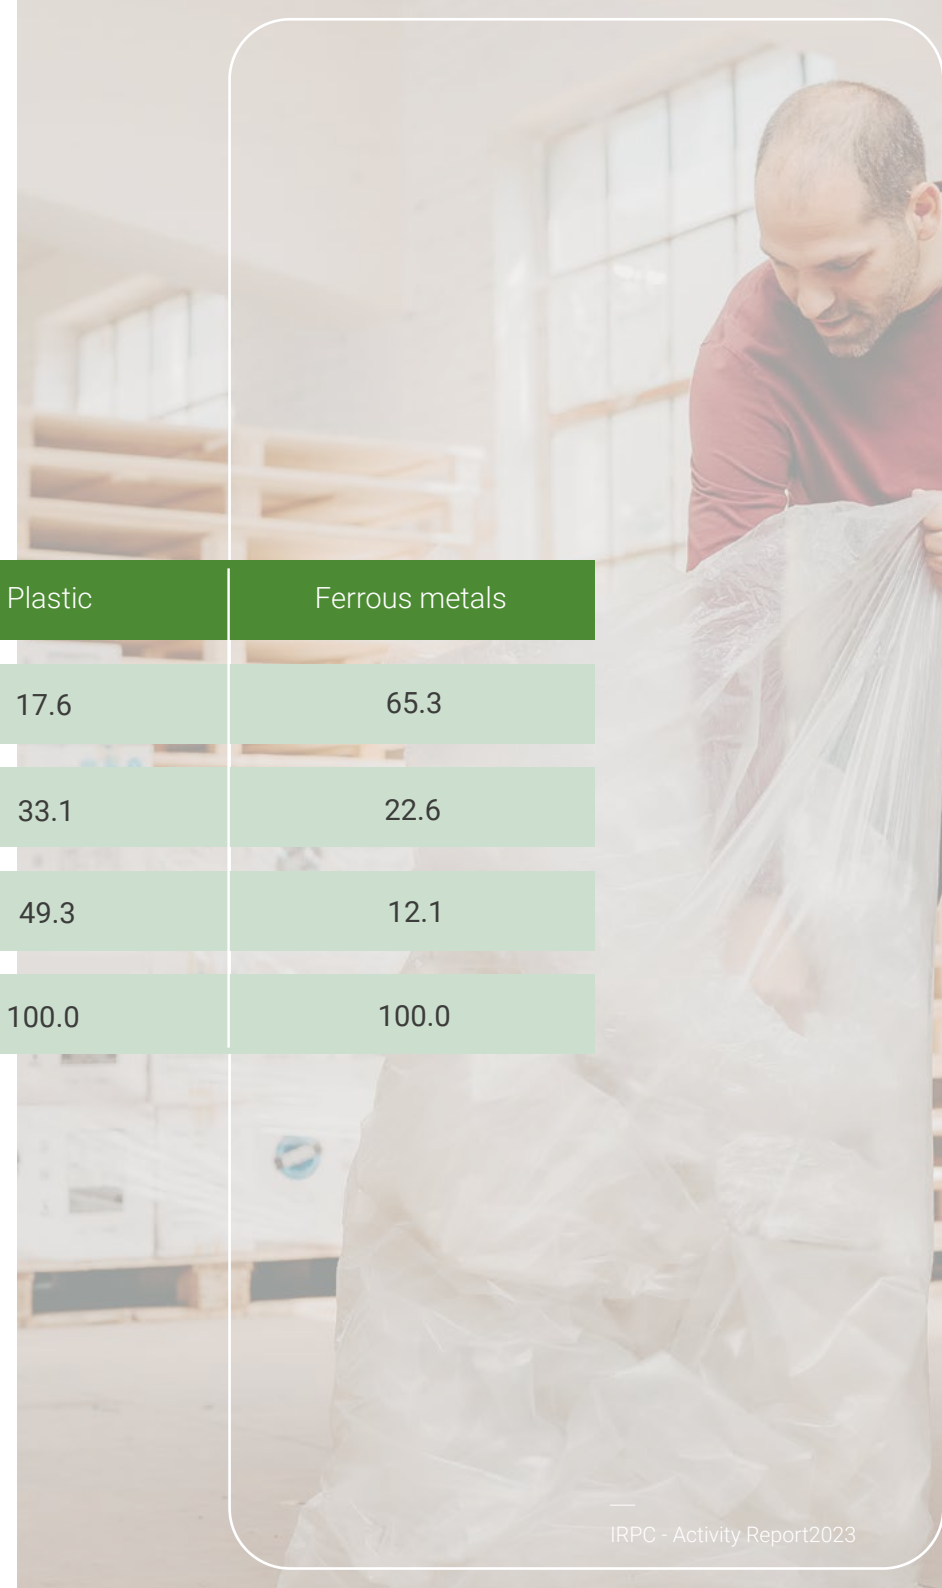 Plastic Ferrous metals
17.6 65.3
33.1 22.6
49.3 12.1
100.0 100.0
IRPC - Activity Report2023